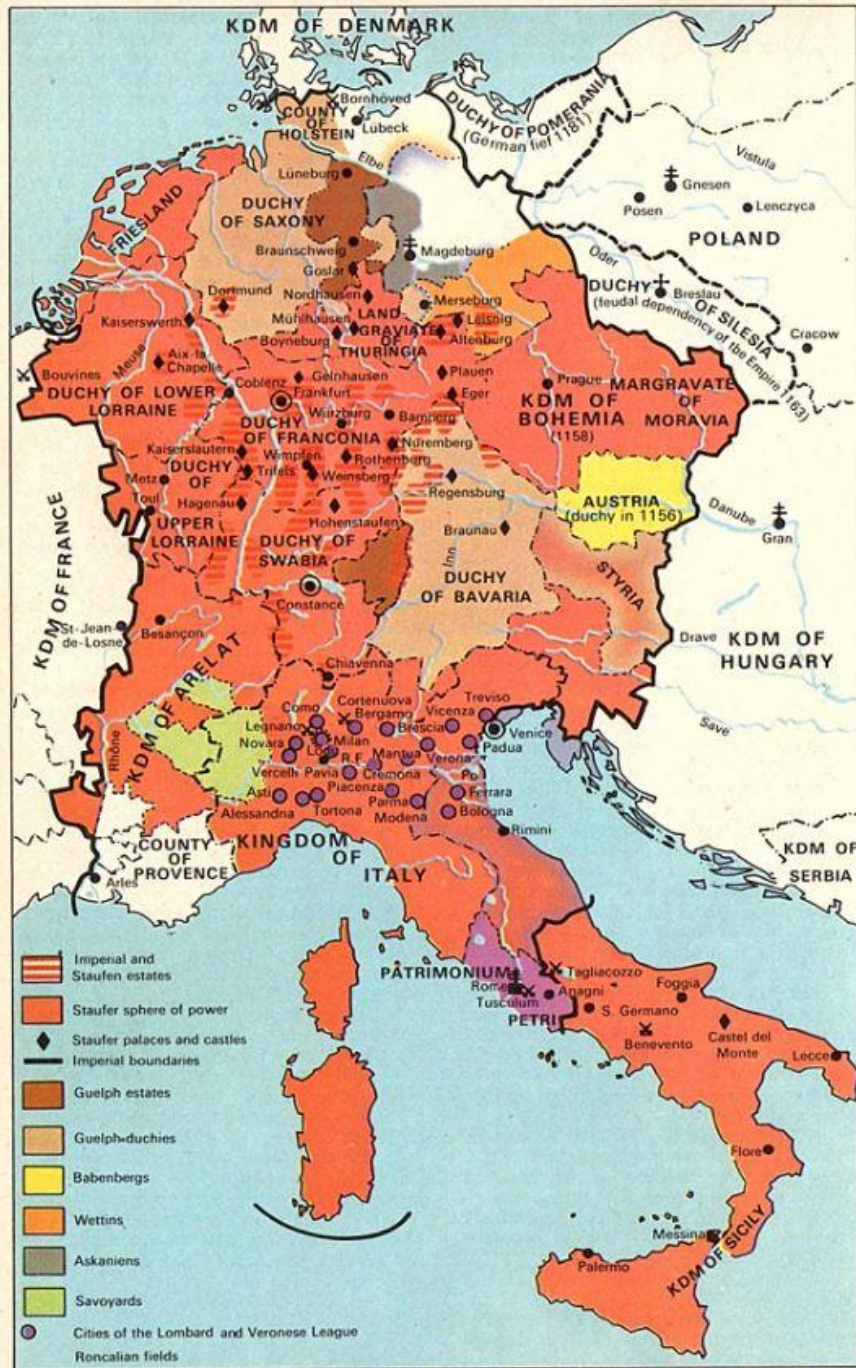 KDM OF DENMARK
Bornhöved
COUNTY
OF
HOLSTEIN
Lübeck
DUCHY OF POMERANIA
(German fief 1181)
Elbe
Vistula
Lüneburg
Gnesen
DUCHY
OF SAXONY
Posen
Lenczyca
FRIESLAND
POLAND
Braunschweig
Magdeburg
Goslar
Oder
Dortmund
Nordhausen
Merseburg
DUCHY
OF SILESIA
(feudal dependency of the Empire 1163)
Breslau
Kaiserswerth
Mühlhausen
LAND
GRAVIATE
OF
THURINGIA
Leisnig
Boyneburg
Altenburg
Cracow
Meuse
Aix-la
Chapelle
Bouvines
Gelnhausen
Plauen
Coblenz
Frankfurt
Eger
Prague
MARGRAVATE
OF
MORAVIA
DUCHY OF LOWER
LORRAINE
KDM OF
BOHEMIA
(1158)
Würzburg
Bamberg
DUCHY
OF FRANCONIA
Kaiserslautern
Wimpfen
Nuremberg
DUCHY
OF
UPPER
LORRAINE
Trifels
Rothenberg
Weinsberg
Metz
Toul
Hagenau
Regensburg
AUSTRIA
(duchy in 1156)
Danube
Gran
Hohenstaufen
Braunau
KDM OF FRANCE
DUCHY OF
SWABIA
Inn
DUCHY
OF BAVARIA
STYRIA
Constance
St-Jean
de-Losne
Besançon
Drave
KDM OF
HUNGARY
Chiavenna
Save
KDM OF ARELAT
Como
Cortenuova
Bergamo
Treviso
Vicenza
Legnano
Brescia
Venice
Novara
Milan
Lodi
Mantua
Verona
Padua
Rhône
R.F.
Vercelli
Pavia
Cremona
Po
Asti
Piacenza
Ferrara
Parma
Alessandria
Tortona
Modena
Bologna
COUNTY
OF
PROVENCE
KINGDOM
OF
ITALY
Rimini
KDM OF
SERBIA
Arles
PATRIMONIUM
PETRI
Tagliacozzo
Rome
Anagni
Tusculum
Foggia
S. Germano
Benevento
Castel del
Monte
Lecce
Flore
Messina
Palermo
KDM OF SICILY
Imperial and
Staufen estates
Staufer sphere of power
Staufer palaces and castles
Imperial boundaries
Guelph estates
Guelph duchies
Babenbergs
Wettins
Askaniens
Savoyards
Cities of the Lombard and Veronese League
Roncalian fields